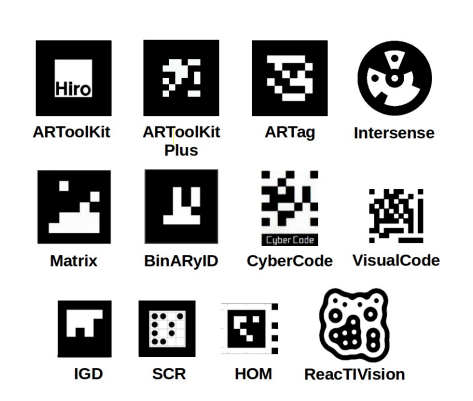 Hiro
ARToolKit
ARToolKit
Plus
ARTag
Intersense
Matrix
BinARyID
CyberCode
CyberCode
VisualCode
IGD
SCR
HOM
ReacTIVision